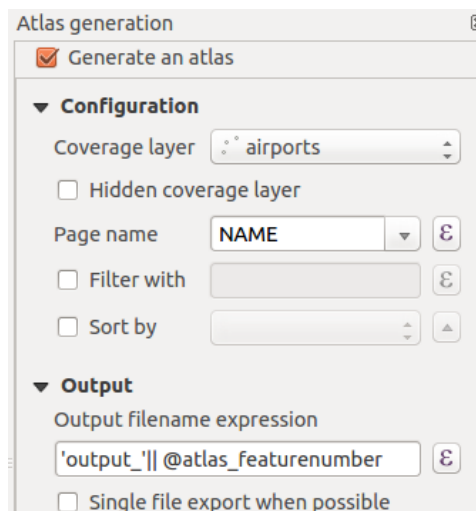 Atlas generation
Generate an atlas
Configuration
Coverage layer airports
Hidden coverage layer
Page name NAME ε
Filter with ε
Sort by
Output
Output filename expression
'output_'|| @atlas_featurenumber ε
Single file export when possible